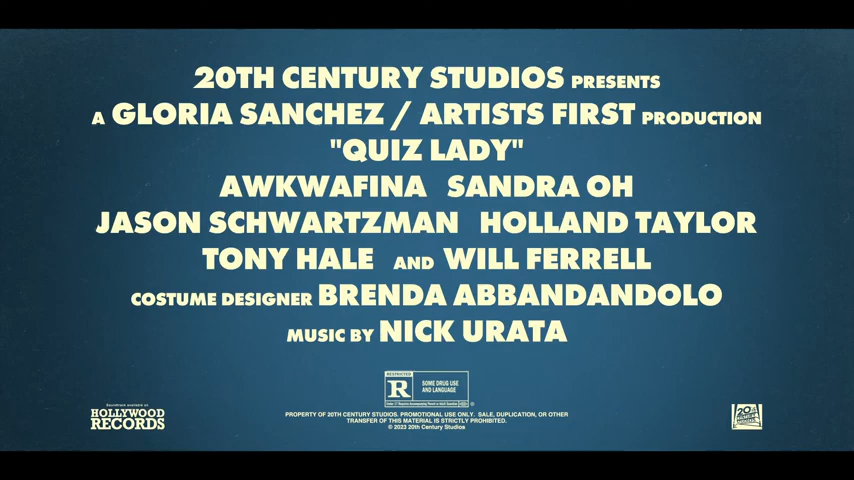 20TH CENTURY STUDIOS PRESENTS
A GLORIA SANCHEZ / ARTISTS FIRST PRODUCTION
"QUIZ LADY"
AWKWAFINA SANDRA OH
JASON SCHWARTZMAN HOLLAND TAYLOR
TONY HALE AND WILL FERRELL
COSTUME DESIGNER BRENDA ABBANDANDOLO
MUSIC BY NICK URATA
RESTRICTED
R SOME DRUG USE
AND LANGUAGE
Soundtrack available on
HOLLYWOOD
RECORDS
PROPERTY OF 20TH CENTURY STUDIOS. PROMOTIONAL USE ONLY. SALE, DUPLICATION, OR OTHER
TRANSFER OF THIS MATERIAL IS STRICTLY PROHIBITED.
© 2023 20th Century Studios
20TH
CENTURY
STUDIOS